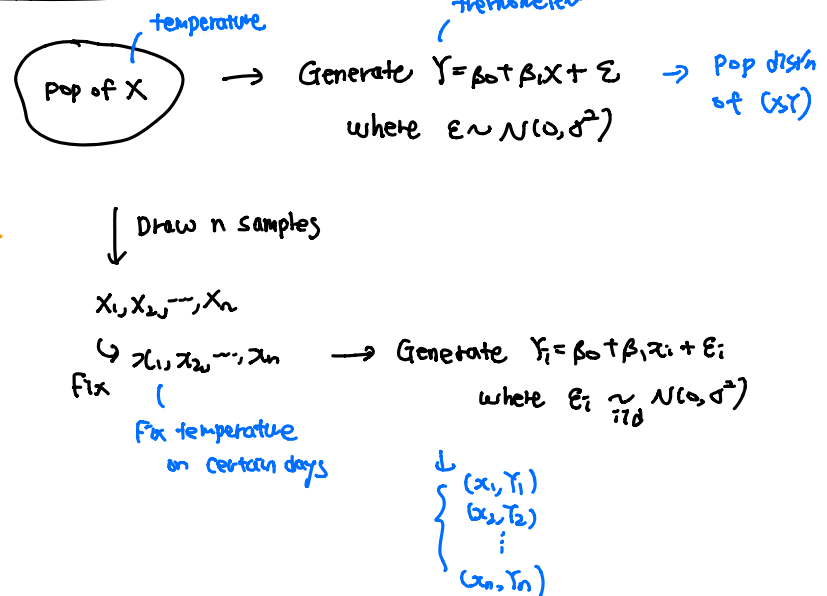 temperature
thermometer
Pop of X → Generate Y = β₀ + β₁X + ε → Pop distn
where ε ~ N(0, σ²) of (X,Y)
↓ Draw n samples
X₁, X₂, ..., Xₙ
↪ x₁, x₂, ..., xₙ → Generate Yᵢ = β₀ + β₁xᵢ + εᵢ
Fix where εᵢ ~ iid N(0, σ²)
Fix temperature
on certain days
↓
(x₁, Y₁)
(x₂, Y₂)
⋮
(xₙ, Yₙ)